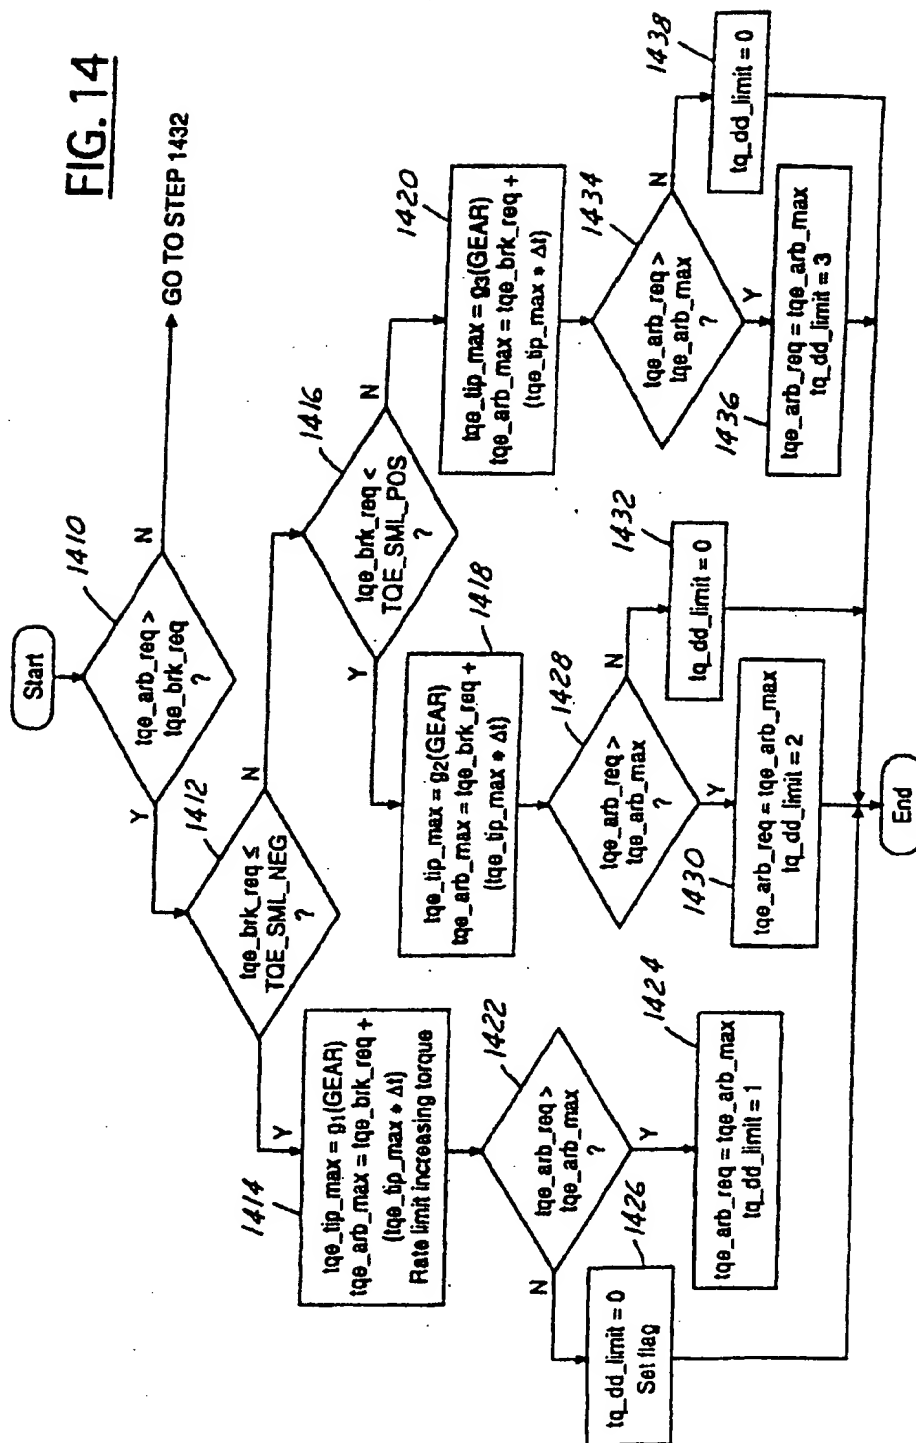 FIG. 14
Start
1410
tqe_arb_req >
tqe_brk_req
?
N
GO TO STEP 1432
Y
1412
tqe_brk_req ≤
TQE_SML_NEG
?
N
Y
1416
tqe_brk_req <
TQE_SML_POS
?
N
Y
1414
tqe_tip_max = g1(GEAR)
tqe_arb_max = tqe_brk_req +
(tqe_tip_max * Δt)
Rate limit increasing torque
1418
tqe_tip_max = g2(GEAR)
tqe_arb_max = tqe_brk_req +
(tqe_tip_max * Δt)
1420
tqe_tip_max = g3(GEAR)
tqe_arb_max = tqe_brk_req +
(tqe_tip_max * Δt)
1422
tqe_arb_req >
tqe_arb_max
?
N
Y
1428
tqe_arb_req >
tqe_arb_max
?
N
Y
1434
tqe_arb_req >
tqe_arb_max
?
N
Y
1426
tq_dd_limit = 0
Set flag
1424
tqe_arb_req = tqe_arb_max
tq_dd_limit = 1
1430
tqe_arb_req = tqe_arb_max
tq_dd_limit = 2
1432
tq_dd_limit = 0
1436
tqe_arb_req = tqe_arb_max
tq_dd_limit = 3
1438
tq_dd_limit = 0
End